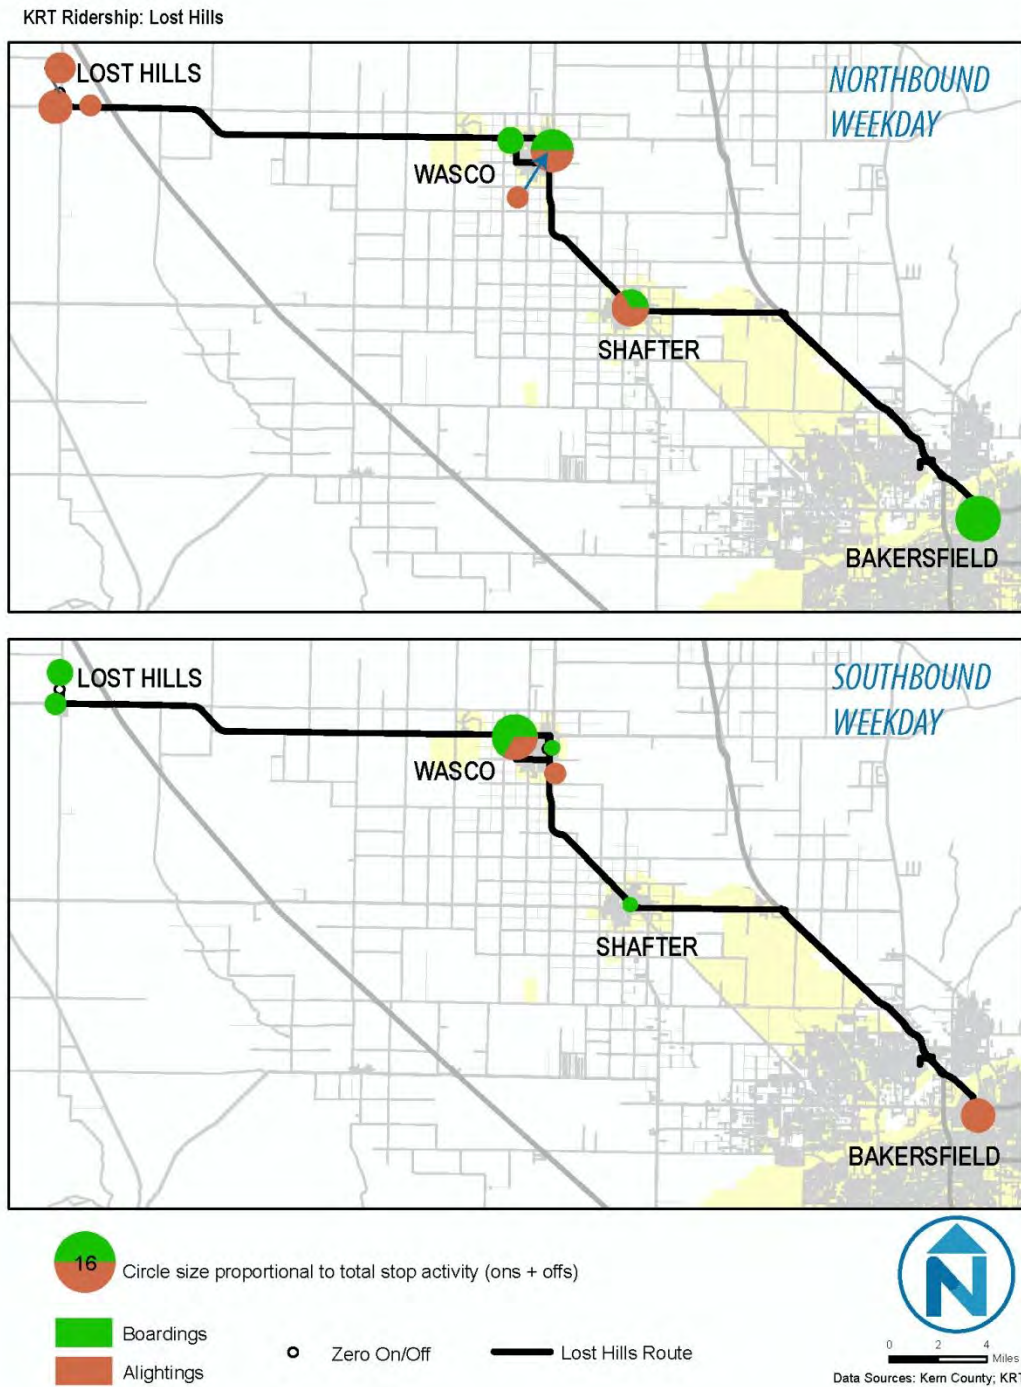 KRT Ridership: Lost Hills
LOST HILLS
NORTHBOUND
WEEKDAY
WASCO
SHAFTER
BAKERSFIELD
LOST HILLS
SOUTHBOUND
WEEKDAY
WASCO
SHAFTER
BAKERSFIELD
16
Circle size proportional to total stop activity (ons + offs)
Boardings
Alightings
Zero On/Off
Lost Hills Route
N
0 2 4
Miles
Data Sources: Kern County; KRT